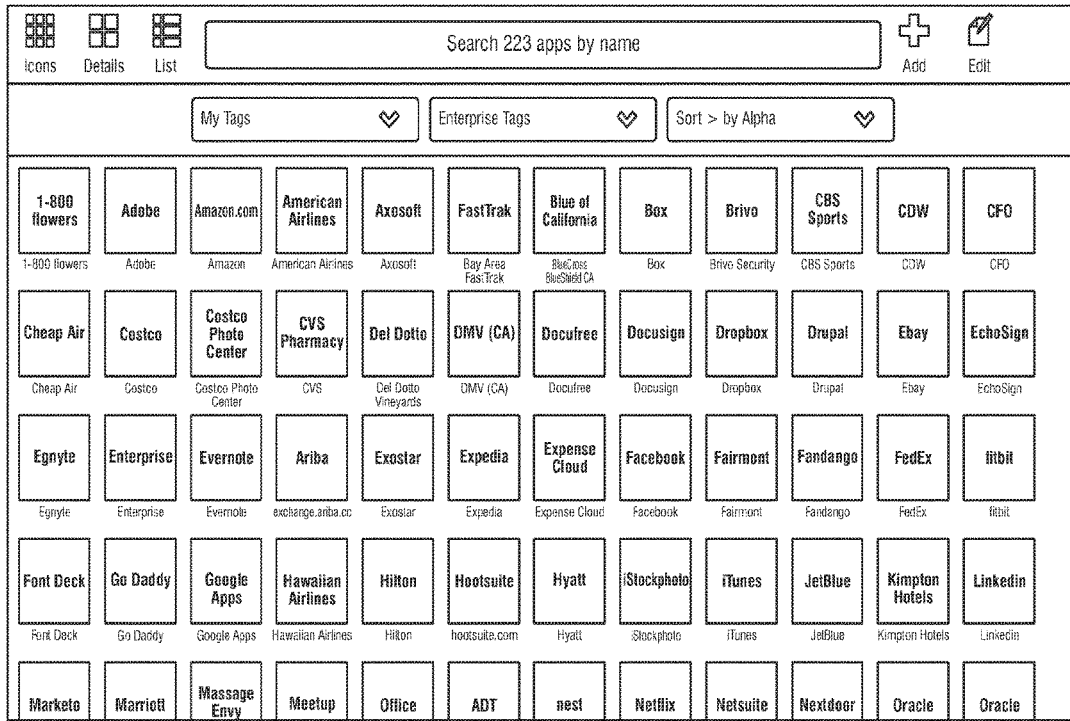 Search 223 apps by name
Icons Details List Add Edit
My Tags Enterprise Tags Sort > by Alpha
1-800 flowers Adobe Amazon.com American Airlines Axosoft FastTrak Blue of California Box Brivo CBS Sports CDW CFO
1-800 flowers Adobe Amazon American Airlines Axosoft Bay Area FastTrak BlueCross BlueShield CA Box Brivo Security CBS Sports CDW CFO
Cheap Air Costco Costco Photo Center CVS Pharmacy Del Dotto DMV (CA) Docufree Docusign Dropbox Drupal Ebay EchoSign
Cheap Air Costco Costco Photo Center CVS Del Dotto Vineyards DMV (CA) Docufree Docusign Dropbox Drupal Ebay EchoSign
Egnyte Enterprise Evernote Ariba Exostar Expedia Expense Cloud Facebook Fairmont Fandango FedEx fitbit
Egnyte Enterprise Evernote exchange.ariba.cc Exostar Expedia Expense Cloud Facebook Fairmont Fandango FedEx fitbit
Font Deck Go Daddy Google Apps Hawaiian Airlines Hilton Hootsuite Hyatt iStockphoto iTunes JetBlue Kimpton Hotels Linkedin
Font Deck Go Daddy Google Apps Hawaiian Airlines Hilton hootsuite.com Hyatt iStockphoto iTunes JetBlue Kimpton Hotels Linkedin
Marketo Marriott Massage Envy Meetup Office ADT nest Netflix Netsuite Nextdoor Oracle Oracle